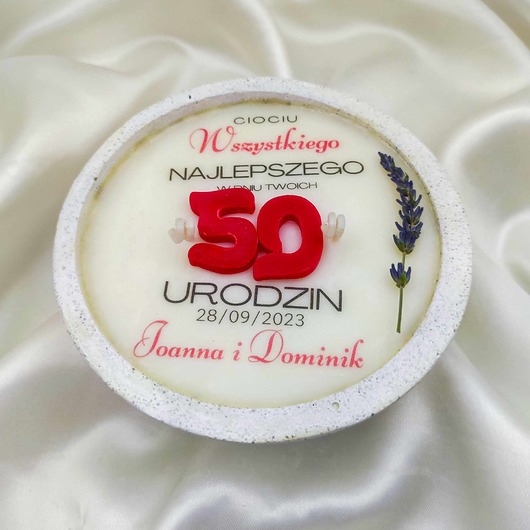 CIOCIU
Wszystkiego
NAJLEPSZEGO
W DNIU TWOICH
50
URODZIN
28/09/2023
Joanna i Dominik